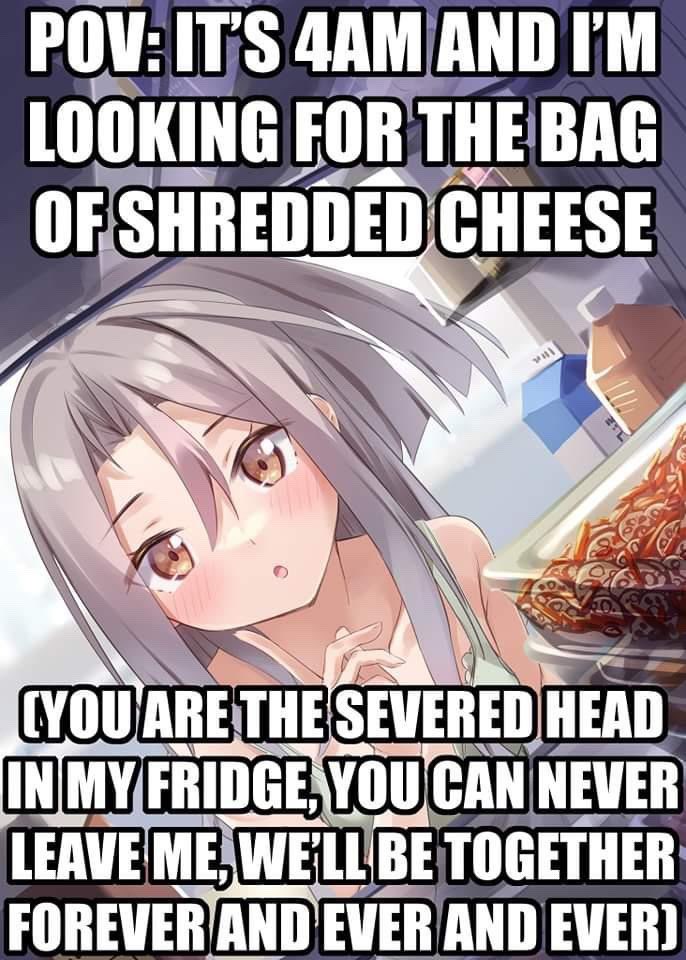 POV: IT'S 4AM AND I'M
LOOKING FOR THE BAG
OF SHREDDED CHEESE
(YOU ARE THE SEVERED HEAD
IN MY FRIDGE, YOU CAN NEVER
LEAVE ME, WE'LL BE TOGETHER
FOREVER AND EVER AND EVER)